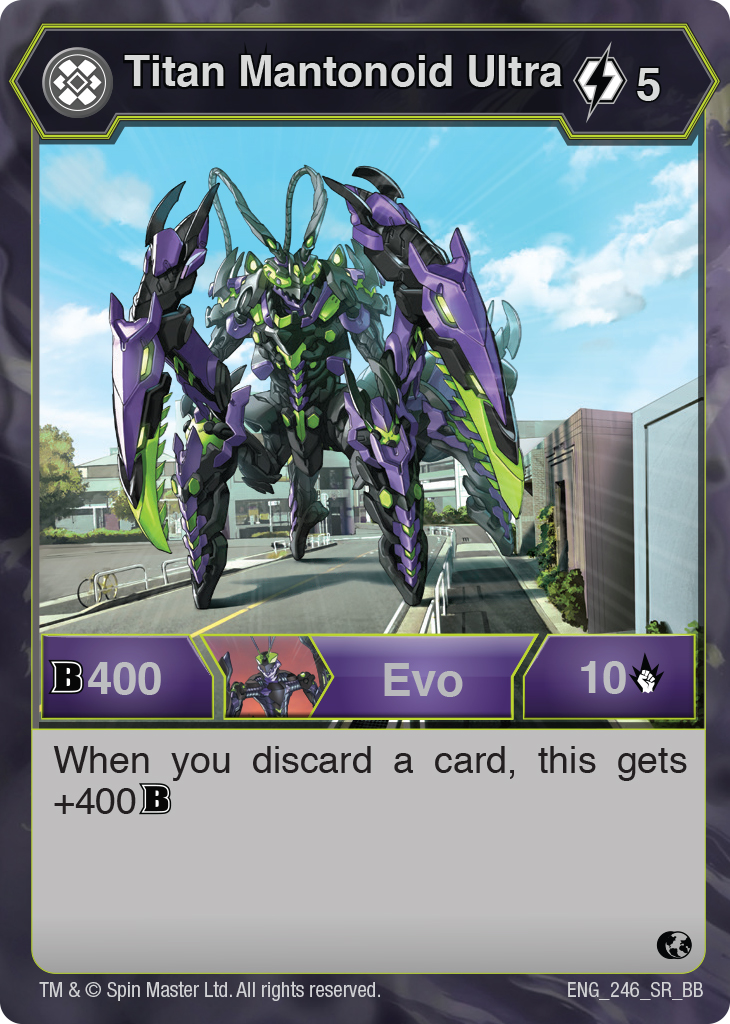 Titan Mantonoid Ultra 5
B 400 Evo 10
When you discard a card, this gets
+400 B
TM & © Spin Master Ltd. All rights reserved. ENG_246_SR_BB